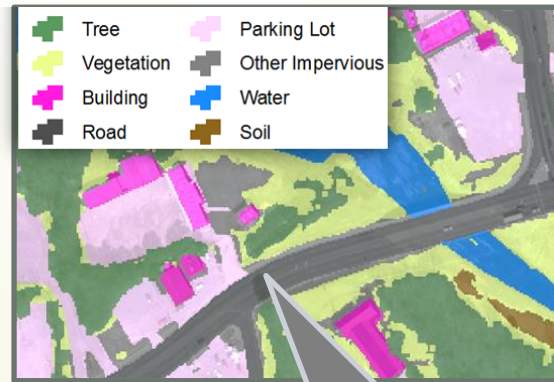 Tree
Parking Lot
Vegetation
Other Impervious
Building
Water
Road
Soil